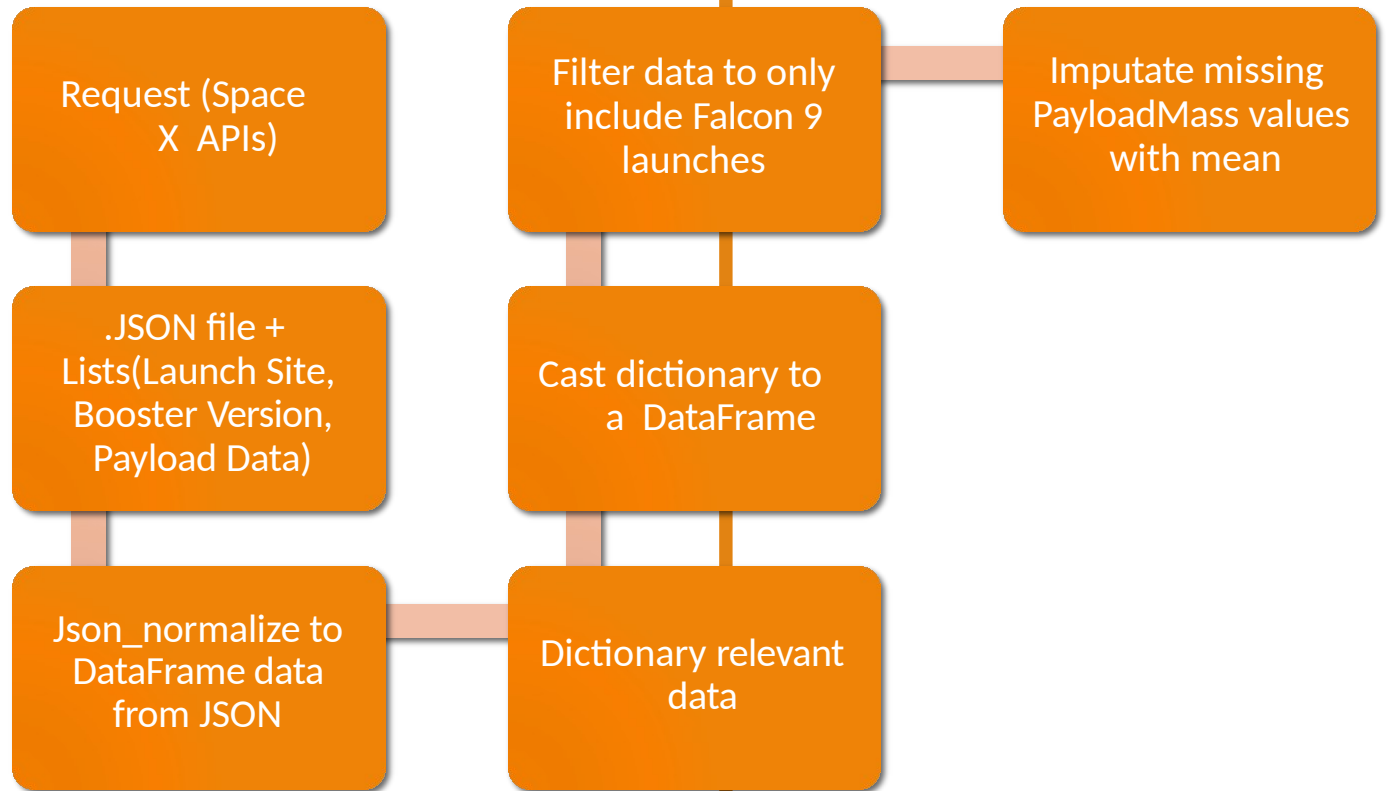 Request (Space
X APIs)
.JSON file +
Lists(Launch Site,
Booster Version,
Payload Data)
Json_normalize to
DataFrame data
from JSON
Dictionary relevant
data
Cast dictionary to
a DataFrame
Filter data to only
include Falcon 9
launches
Imputate missing
PayloadMass values
with mean